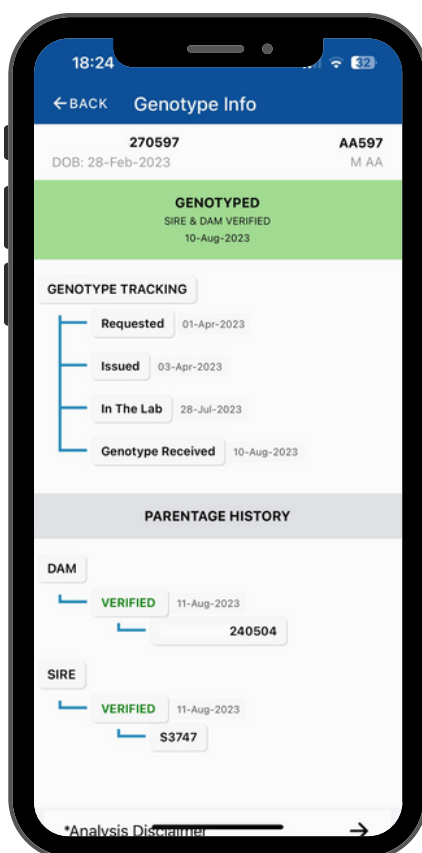 18:24 32
←BACK Genotype Info
270597 AA597
DOB: 28-Feb-2023 M AA
GENOTYPED
SIRE & DAM VERIFIED
10-Aug-2023
GENOTYPE TRACKING
Requested 01-Apr-2023
Issued 03-Apr-2023
In The Lab 28-Jul-2023
Genotype Received 10-Aug-2023
PARENTAGE HISTORY
DAM
VERIFIED 11-Aug-2023
240504
SIRE
VERIFIED 11-Aug-2023
S3747
*Analysis Disclaimer →